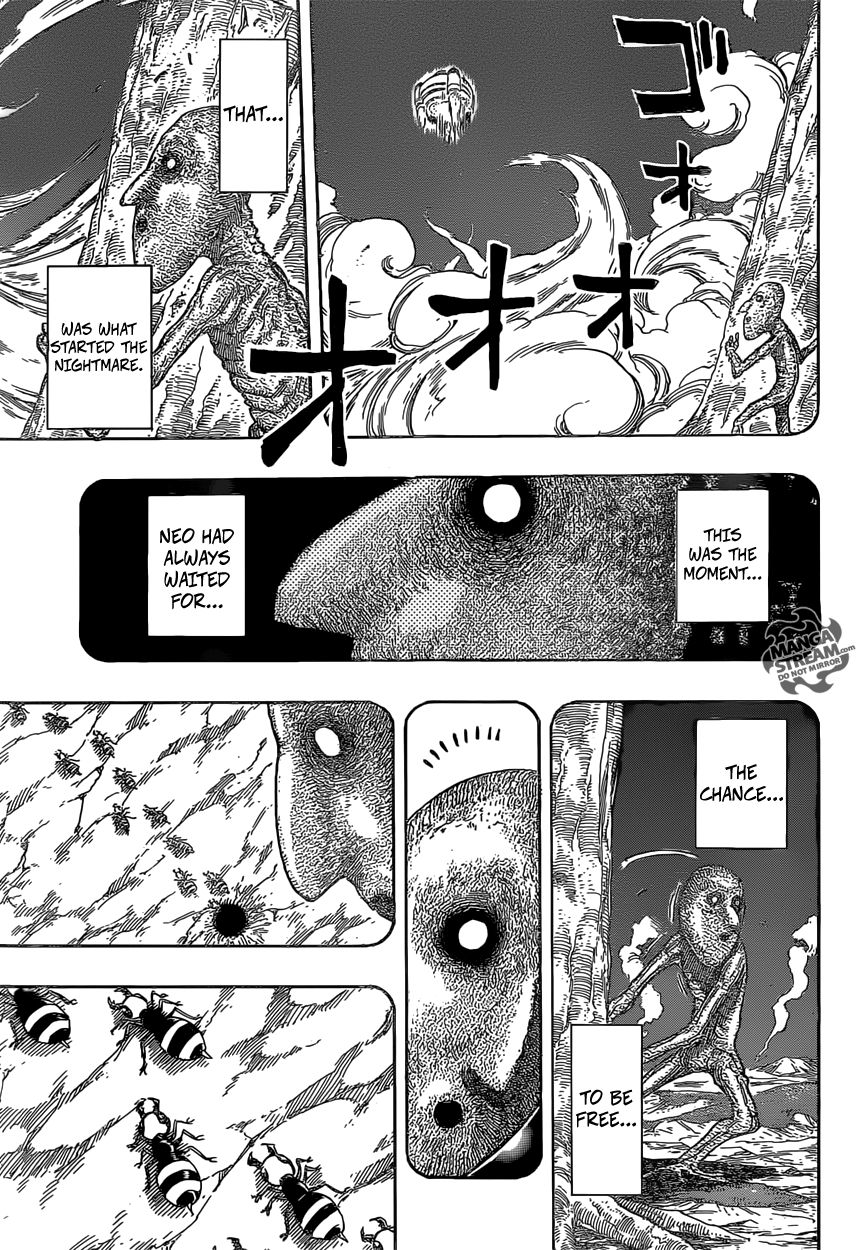 ゴ
オ
オ
オ
オ
THAT...
WAS WHAT
STARTED THE
NIGHTMARE.
THIS
WAS THE
MOMENT...
NEO HAD
ALWAYS
WAITED
FOR...
MANGA
STREAM.com
DO NOT MIRROR
THE
CHANCE...
TO BE
FREE...